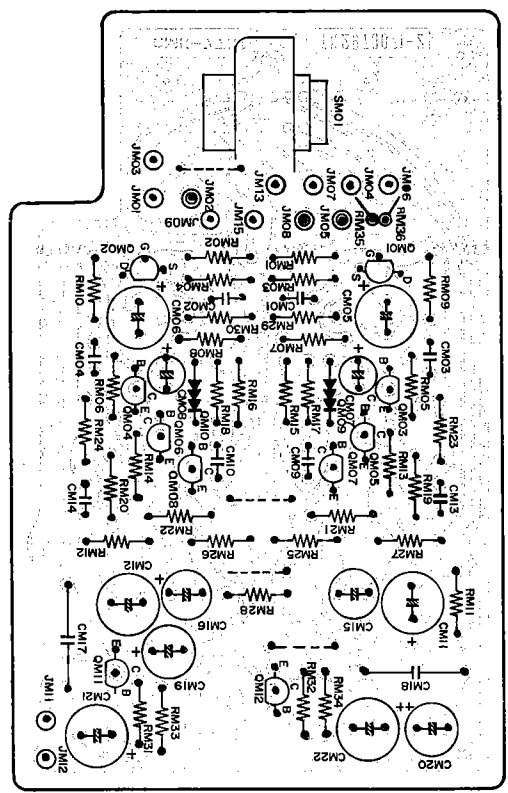 SM01
JM03
JM01
JM02
JM09
JM15
JM13
JM07
JM04
JM06
JM08
JM05
RM35
RM36
QM02
G
D
S
RM02
RM01
QM01
G
S
D
RM10
RM04
RM03
RM09
CM02
CM01
CM06
CM05
RM30
RM29
RM08
RM07
CM04
CM03
RM06
B
C
E
QM04
CM08
QM10
RM18
RM16
RM15
RM17
QM09
CM07
B
C
E
QM03
RM05
RM24
RM23
B
C
E
QM06
B
C
E
QM05
RM14
RM13
B
C
E
QM08
CM10
CM09
B
C
E
QM07
CM14
RM20
RM19
CM13
RM22
RM21
RM12
RM26
RM25
RM27
CM12
CM16
RM28
CM15
CM11
RM11
CM17
E
C
B
QM11
CM19
E
C
B
QM12
RM32
RM34
CM18
JM11
CM21
RM31
RM33
CM22
CM20
JM12